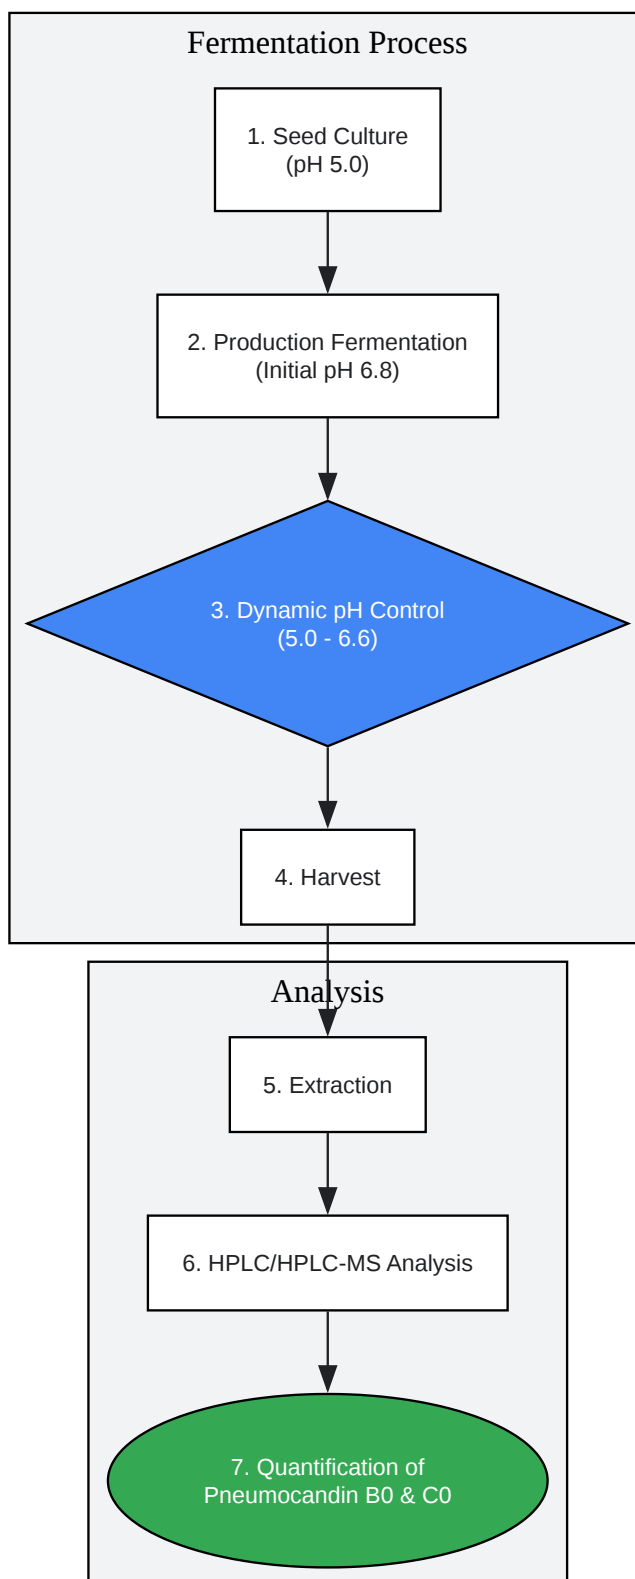 Fermentation Process
1. Seed Culture
(pH 5.0)
2. Production Fermentation
(Initial pH 6.8)
3. Dynamic pH Control
(5.0 - 6.6)
4. Harvest
Analysis
5. Extraction
6. HPLC/HPLC-MS Analysis
7. Quantification of
Pneumocandin B0 & C0